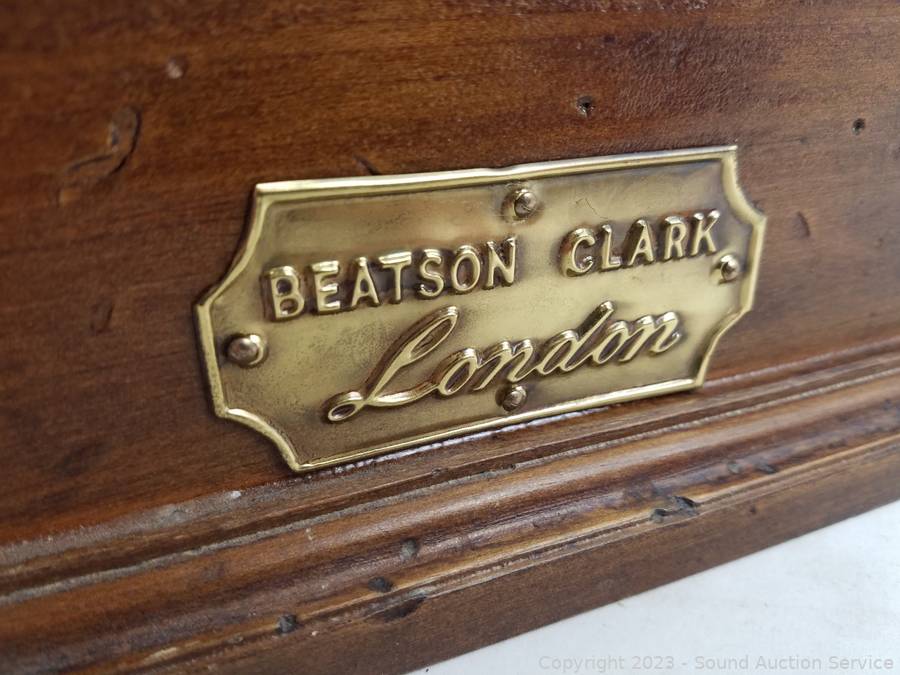 BEATSON CLARK
London
Copyright 2023 - Sound Auction Service